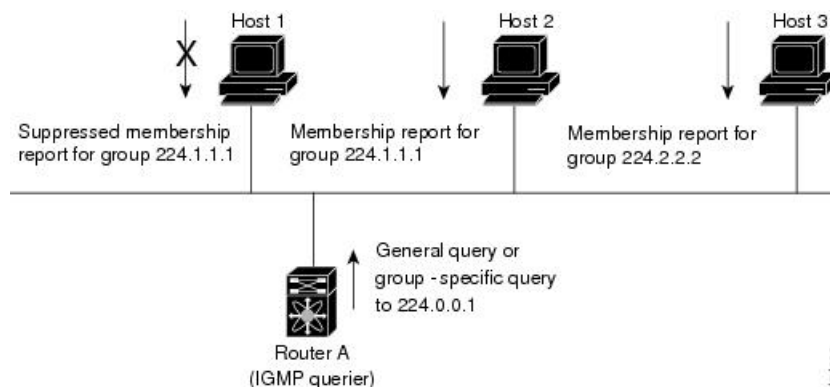 Host 1
Host 2
Host 3
X
Suppressed membership
report for group 224.1.1.1
Membership report for
group 224.1.1.1
Membership report for
group 224.2.2.2
General query or
group - specific query
to 224.0.0.1
Router A
(IGMP querier)